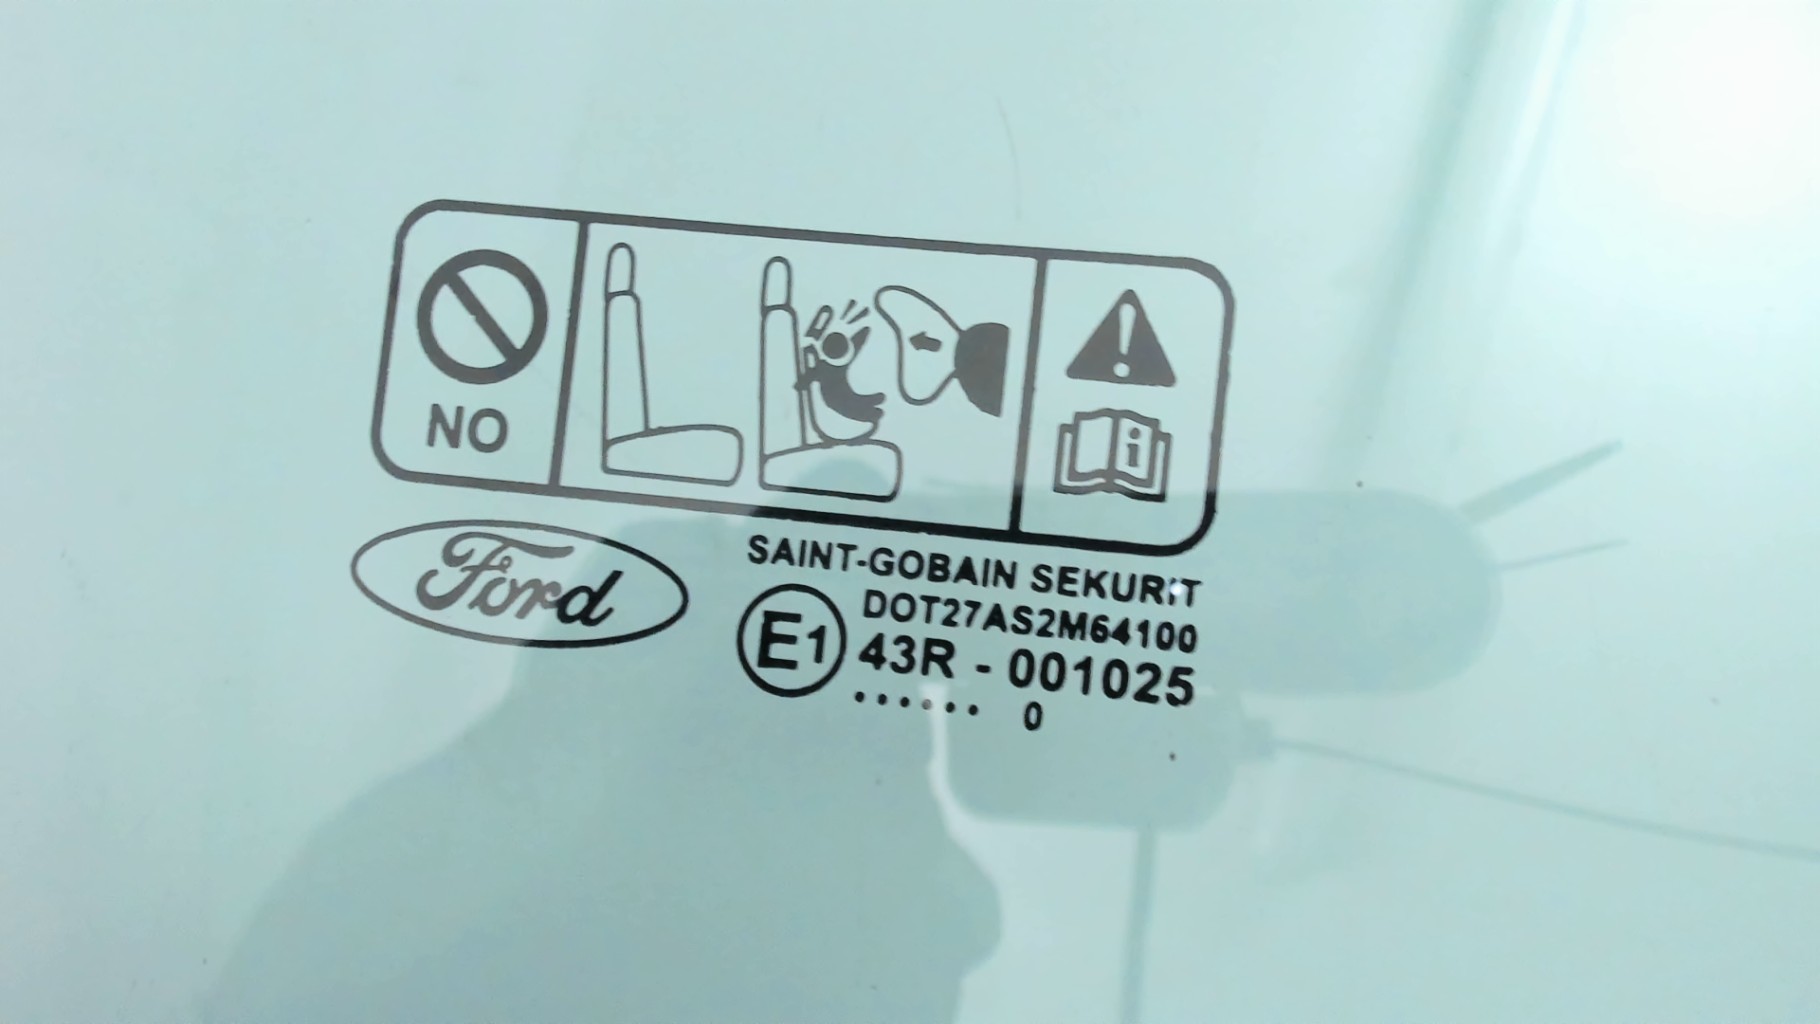 NO
i
Ford
SAINT-GOBAIN SEKURIT
DOT27AS2M64100
E1 43R - 001025
...... 0